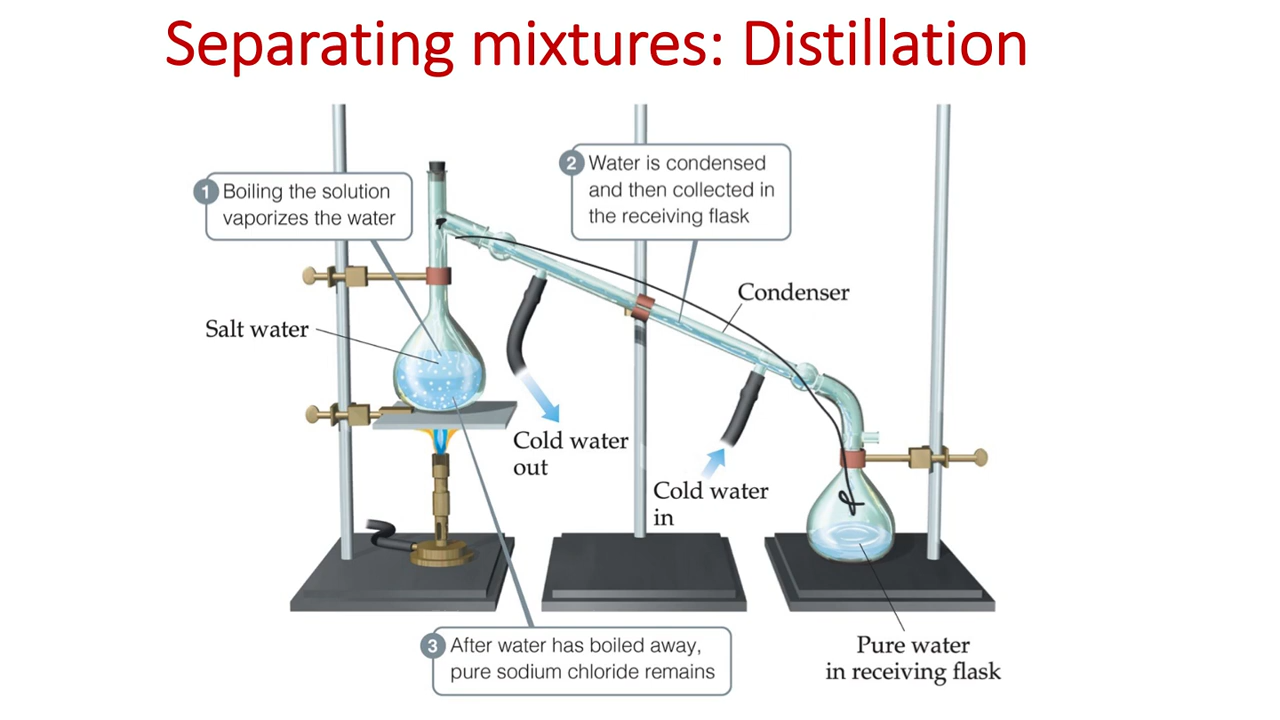 Separating mixtures: Distillation
1 Boiling the solution
vaporizes the water
2 Water is condensed
and then collected in
the receiving flask
Condenser
Salt water
Cold water
out
Cold water
in
3 After water has boiled away,
pure sodium chloride remains
Pure water
in receiving flask